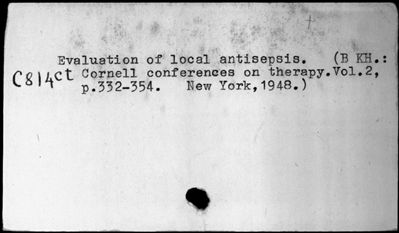 Evaluation of local antisepsis. (B KH.:
C814ct Cornell conferences on therapy.Vol.2,
p.332-354. New York,1948.)